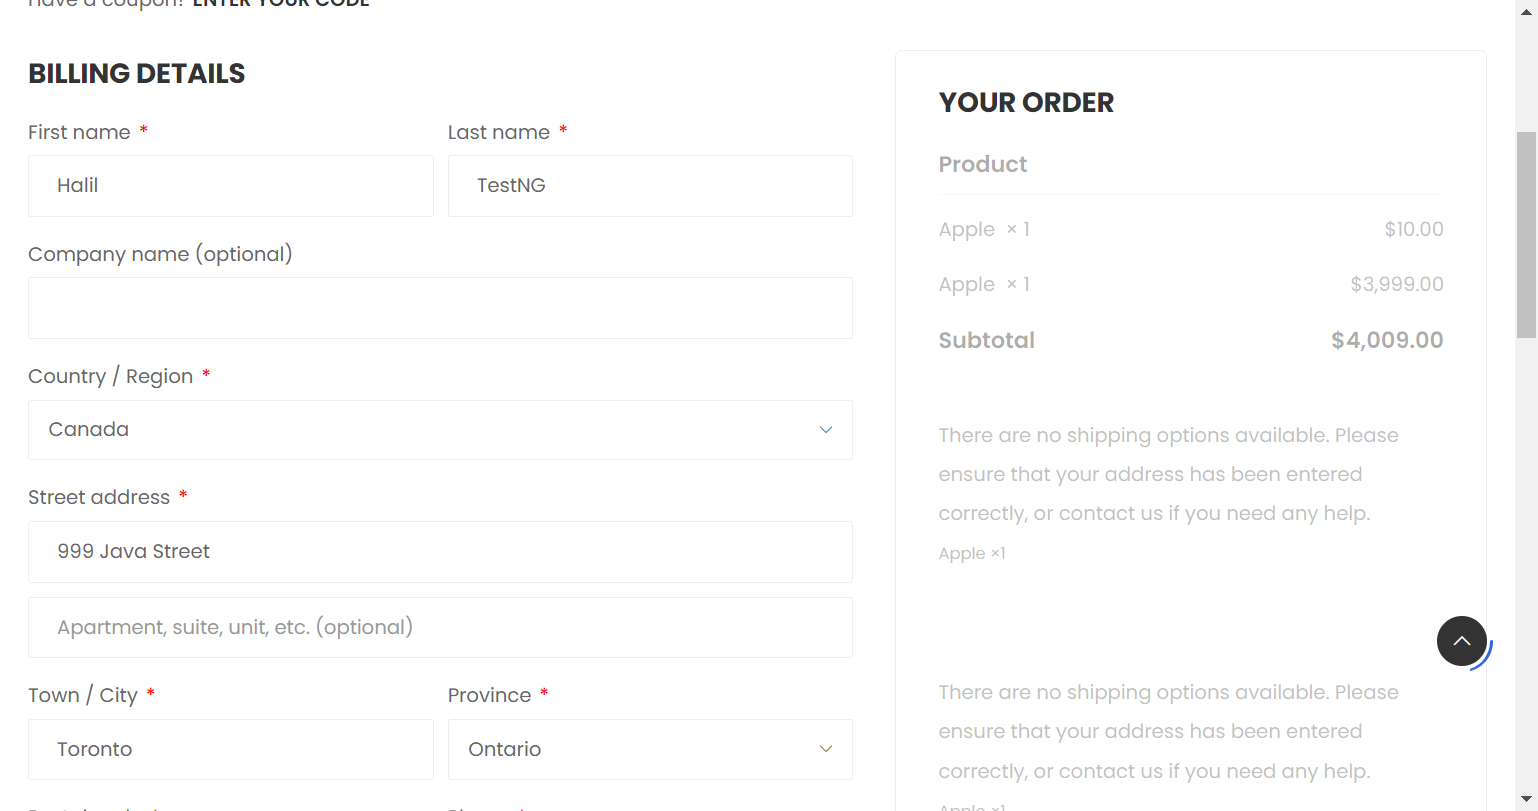 Have a coupon? ENTER YOUR CODE
BILLING DETAILS
First name *
Last name *
Halil
TestNG
Company name (optional)
Country / Region *
Canada
Street address *
999 Java Street
Apartment, suite, unit, etc. (optional)
Town / City *
Province *
Toronto
Ontario
YOUR ORDER
Product
Apple × 1 $10.00
Apple × 1 $3,999.00
Subtotal $4,009.00
There are no shipping options available. Please
ensure that your address has been entered
correctly, or contact us if you need any help.
Apple ×1
There are no shipping options available. Please
ensure that your address has been entered
correctly, or contact us if you need any help.
Apple ×1